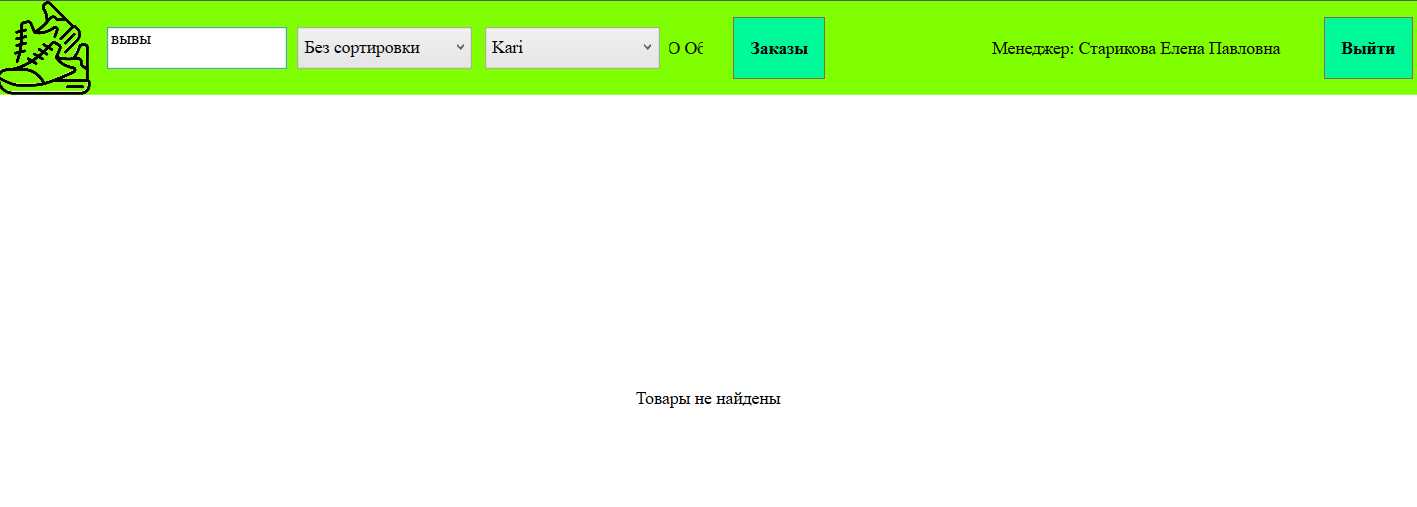 вывы
Без сортировки
Kari
Заказы
Менеджер: Старикова Елена Павловна
Выйти
Товары не найдены